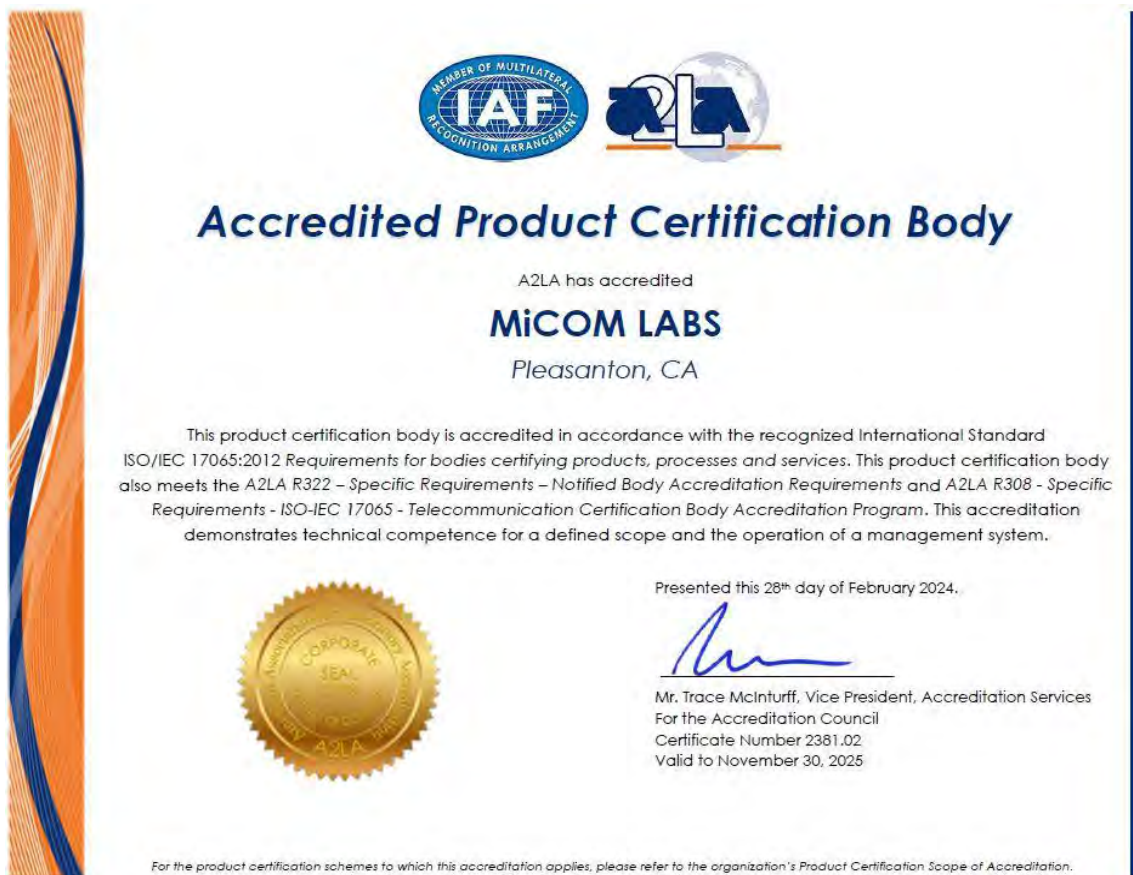 MEMBER OF MULTILATERAL
IAF
RECOGNITION ARRANGEMENT
A2LA
Accredited Product Certification Body
A2LA has accredited
MiCOM LABS
Pleasanton, CA
This product certification body is accredited in accordance with the recognized International Standard
ISO/IEC 17065:2012 Requirements for bodies certifying products, processes and services. This product certification body
also meets the A2LA R322 – Specific Requirements – Notified Body Accreditation Requirements and A2LA R308 - Specific
Requirements - ISO-IEC 17065 - Telecommunication Certification Body Accreditation Program. This accreditation
demonstrates technical competence for a defined scope and the operation of a management system.
CORPORATE
SEAL
A2LA
Presented this 28th day of February 2024.
Mr. Trace McInturff, Vice President, Accreditation Services
For the Accreditation Council
Certificate Number 2381.02
Valid to November 30, 2025
For the product certification schemes to which this accreditation applies, please refer to the organization's Product Certification Scope of Accreditation.